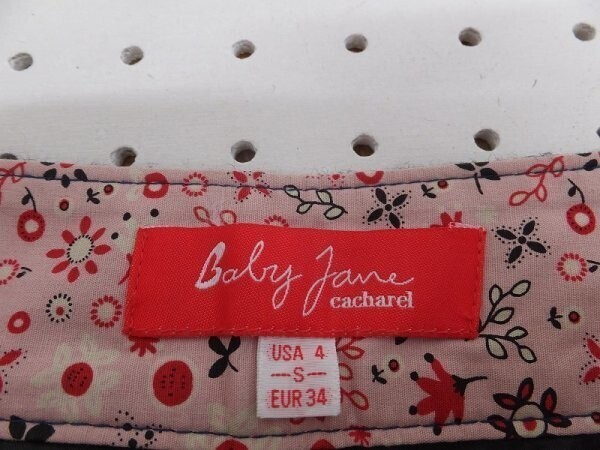 Baby Jane
cacharel
USA 4
--S--
EUR 34